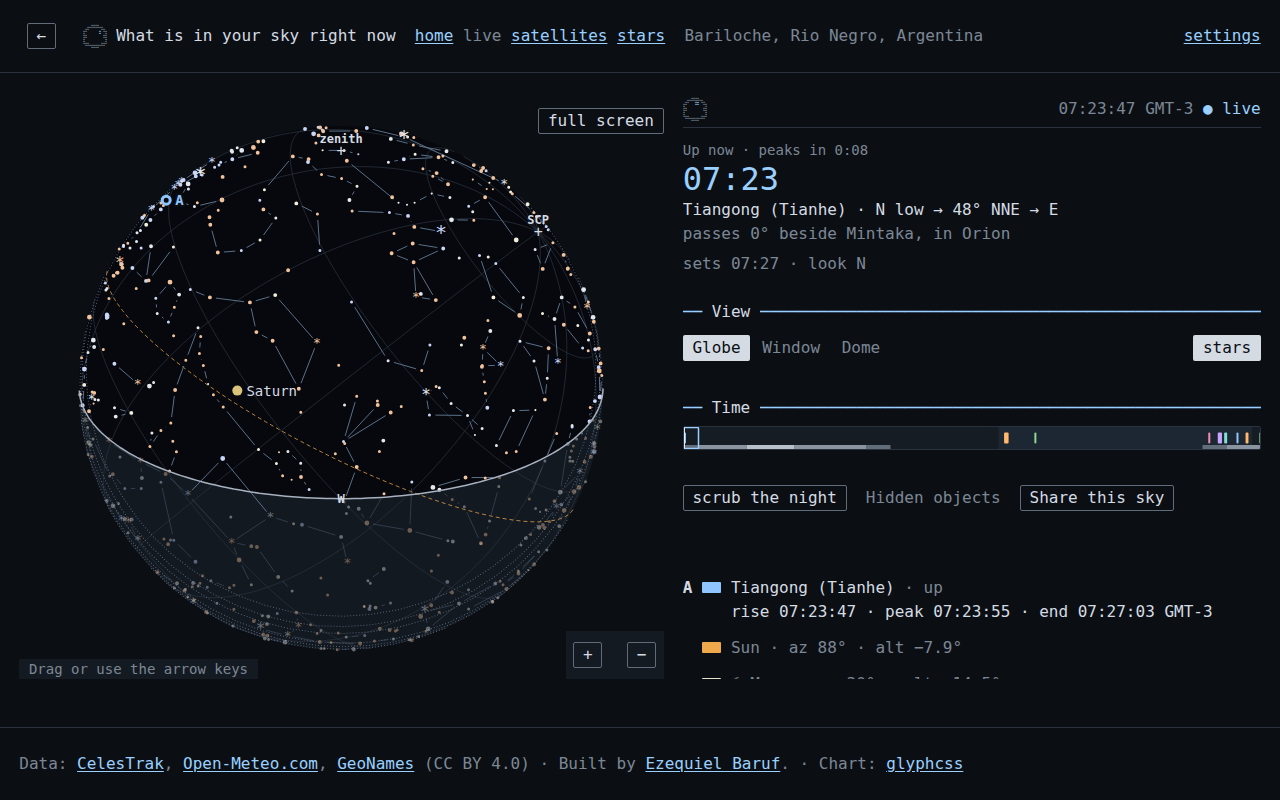 ← What is in your sky right now home live satellites stars Bariloche, Rio Negro, Argentina settings
full screen
zenith
A
SCP
Saturn
W
Drag or use the arrow keys
+ −
07:23:47 GMT-3 ● live
Up now · peaks in 0:08
07:23
Tiangong (Tianhe) · N low → 48° NNE → E
passes 0° beside Mintaka, in Orion
sets 07:27 · look N
View
Globe Window Dome stars
Time
scrub the night Hidden objects Share this sky
A Tiangong (Tianhe) · up
rise 07:23:47 · peak 07:23:55 · end 07:27:03 GMT-3
Sun · az 88° · alt −7.9°
Data: CelesTrak, Open-Meteo.com, GeoNames (CC BY 4.0) · Built by Ezequiel Baruf. · Chart: glyphcss